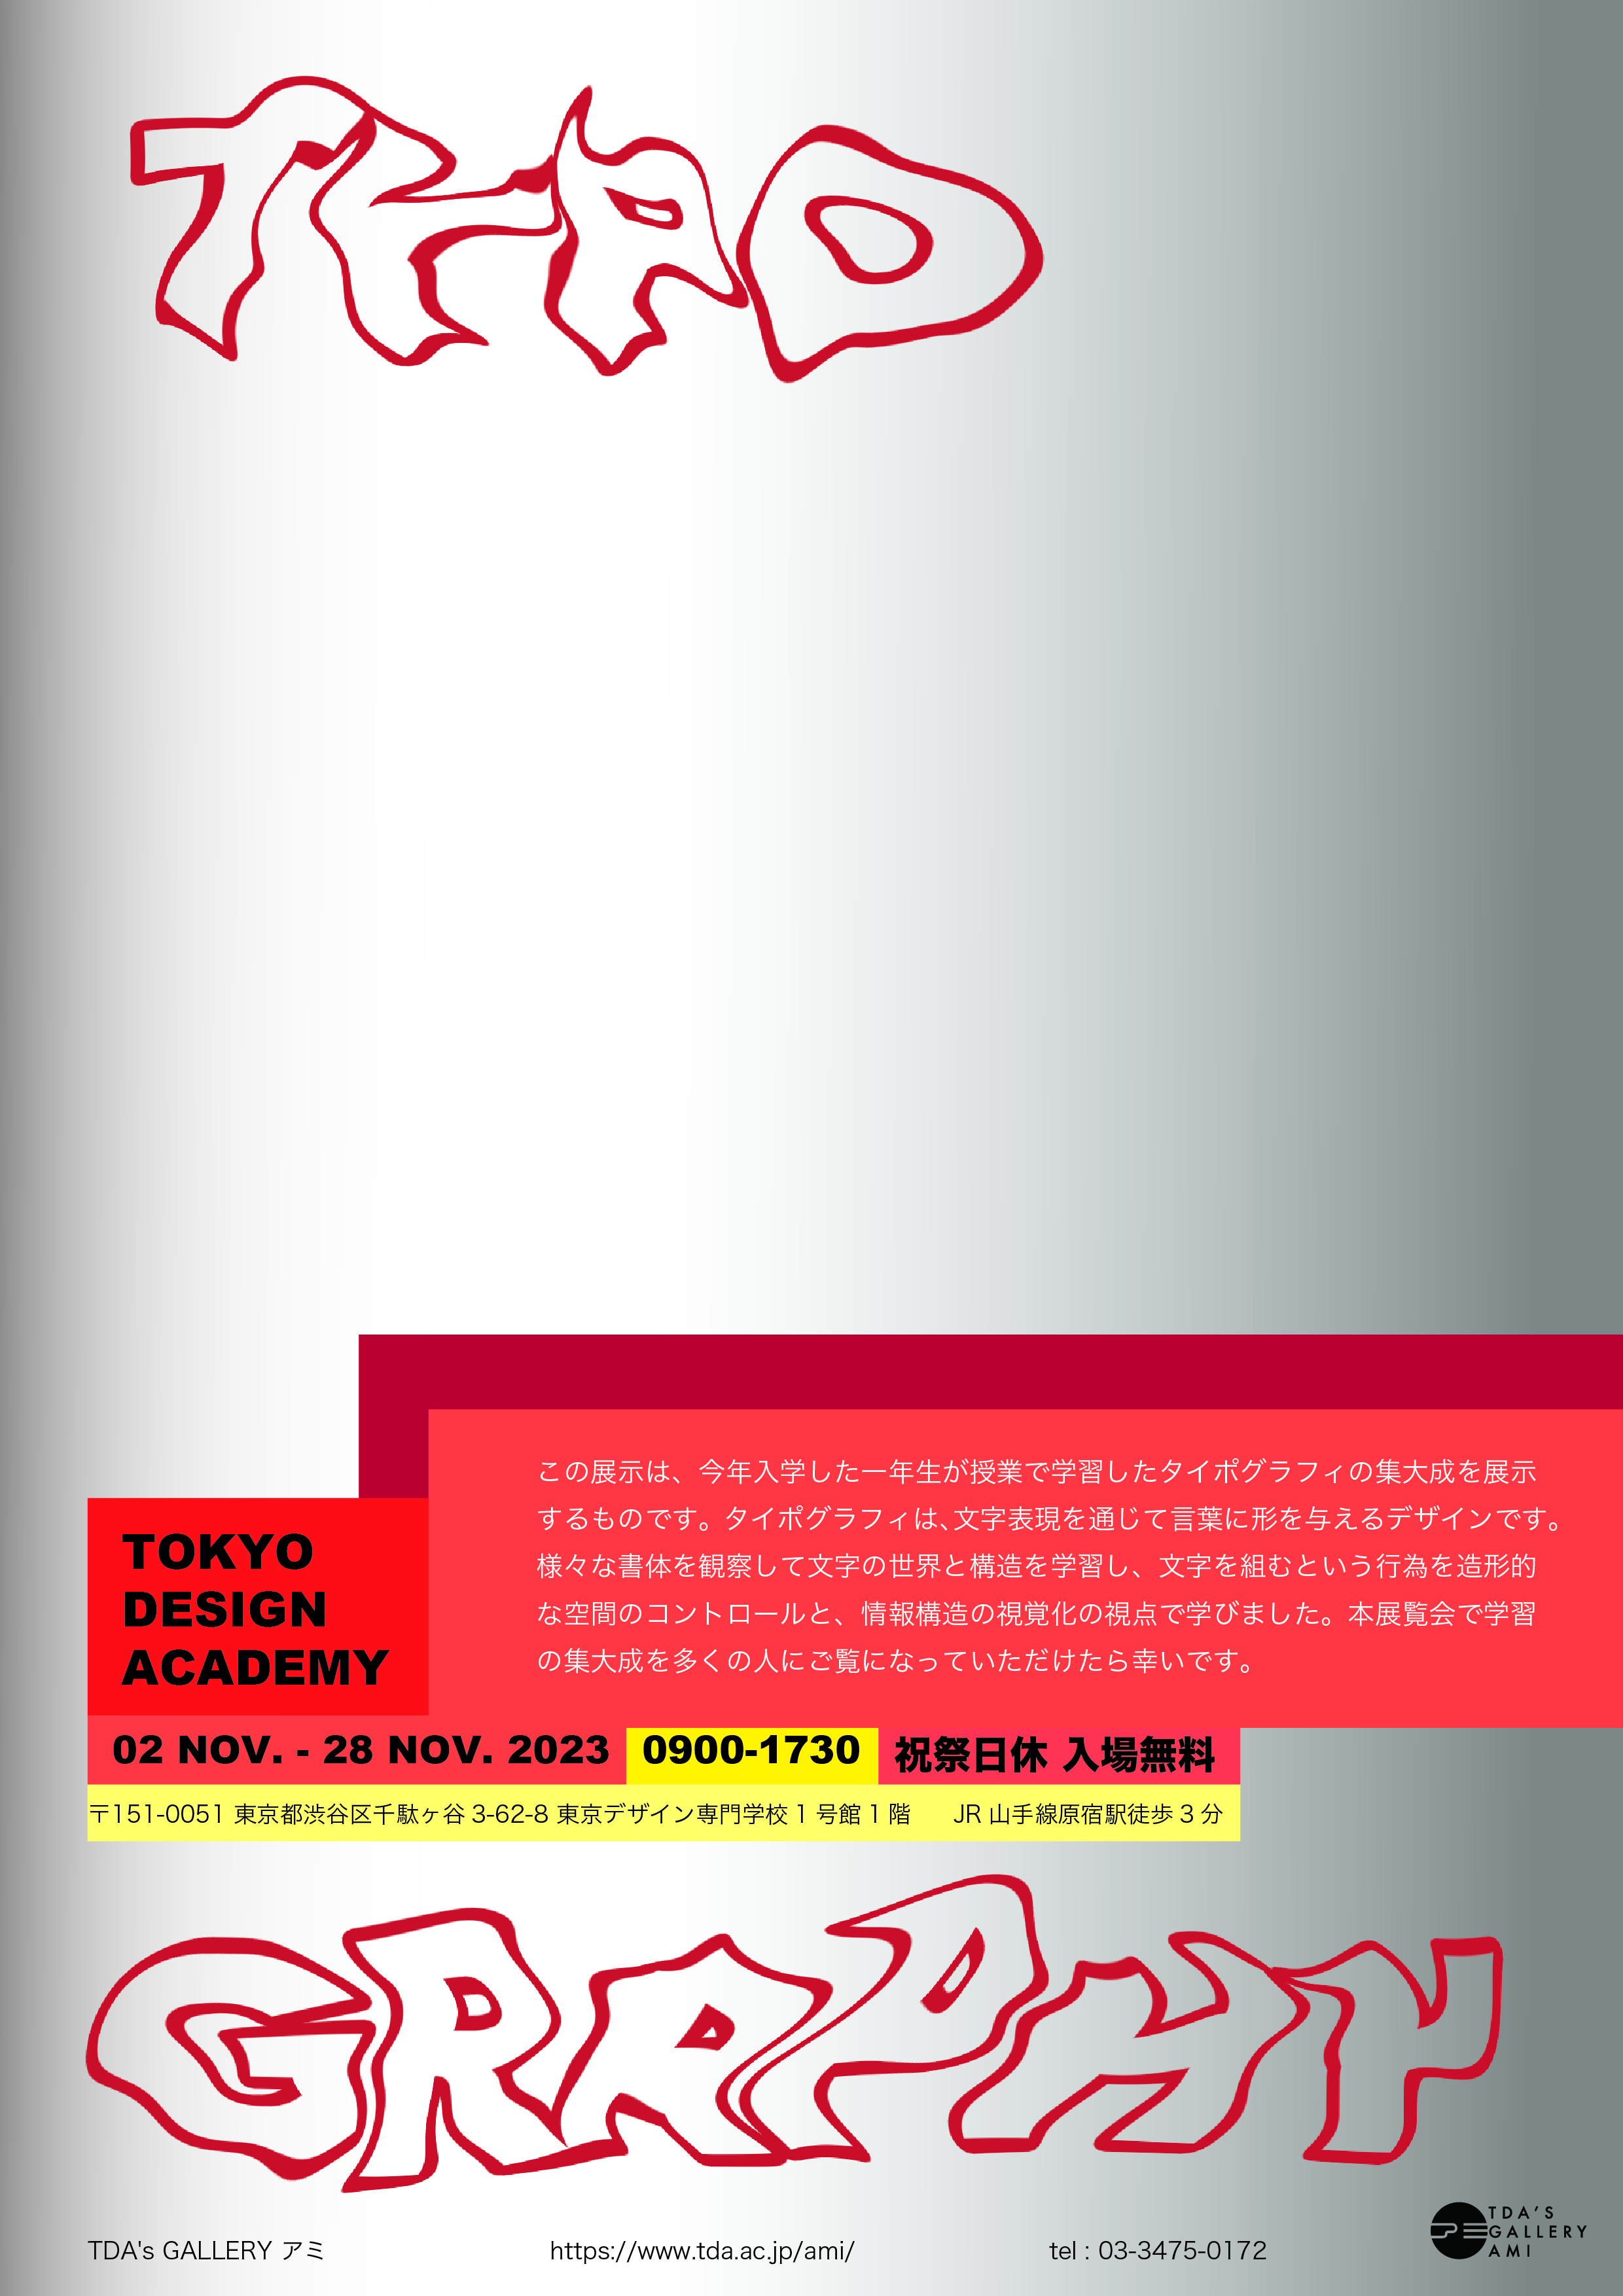 TYPO
この展示は、今年入学した一年生が授業で学習したタイポグラフィの集大成を展示
するものです。タイポグラフィは、文字表現を通じて言葉に形を与えるデザインです。
様々な書体を観察して文字の世界と構造を学習し、文字を組むという行為を造形的
な空間のコントロールと、情報構造の視覚化の視点で学びました。本展覧会で学習
の集大成を多くの人にご覧になっていただけたら幸いです。
TOKYO
DESIGN
ACADEMY
02 NOV. - 28 NOV. 2023 0900-1730 祝祭日休 入場無料
〒151-0051 東京都渋谷区千駄ヶ谷 3-62-8 東京デザイン専門学校 1 号館 1 階 JR 山手線原宿駅徒歩 3 分
GRAPHY
TDA's GALLERY アミ https://www.tda.ac.jp/ami/ tel : 03-3475-0172
TDA'S
GALLERY
AMI